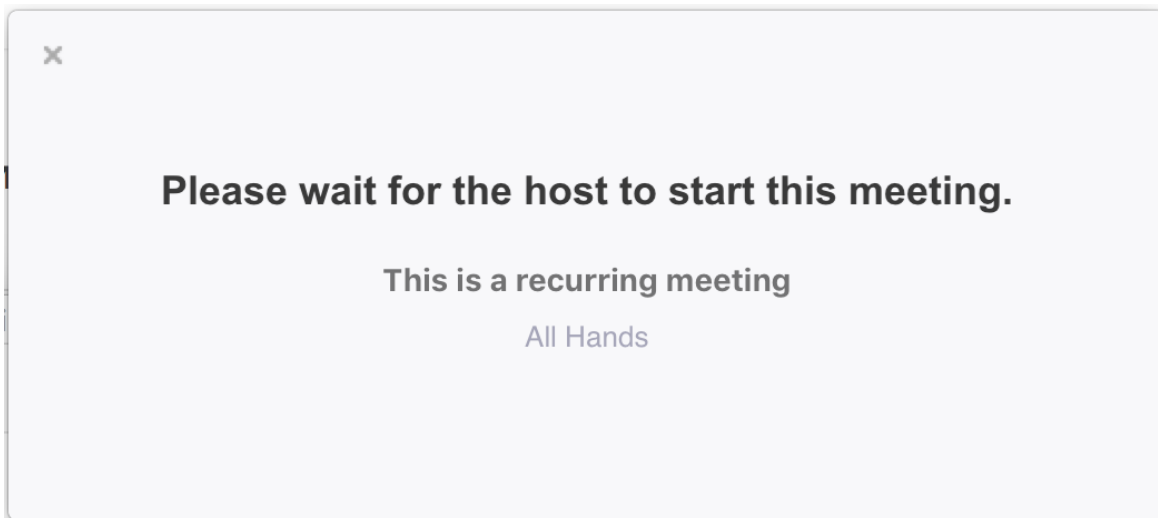 Please wait for the host to start this meeting.
This is a recurring meeting
All Hands